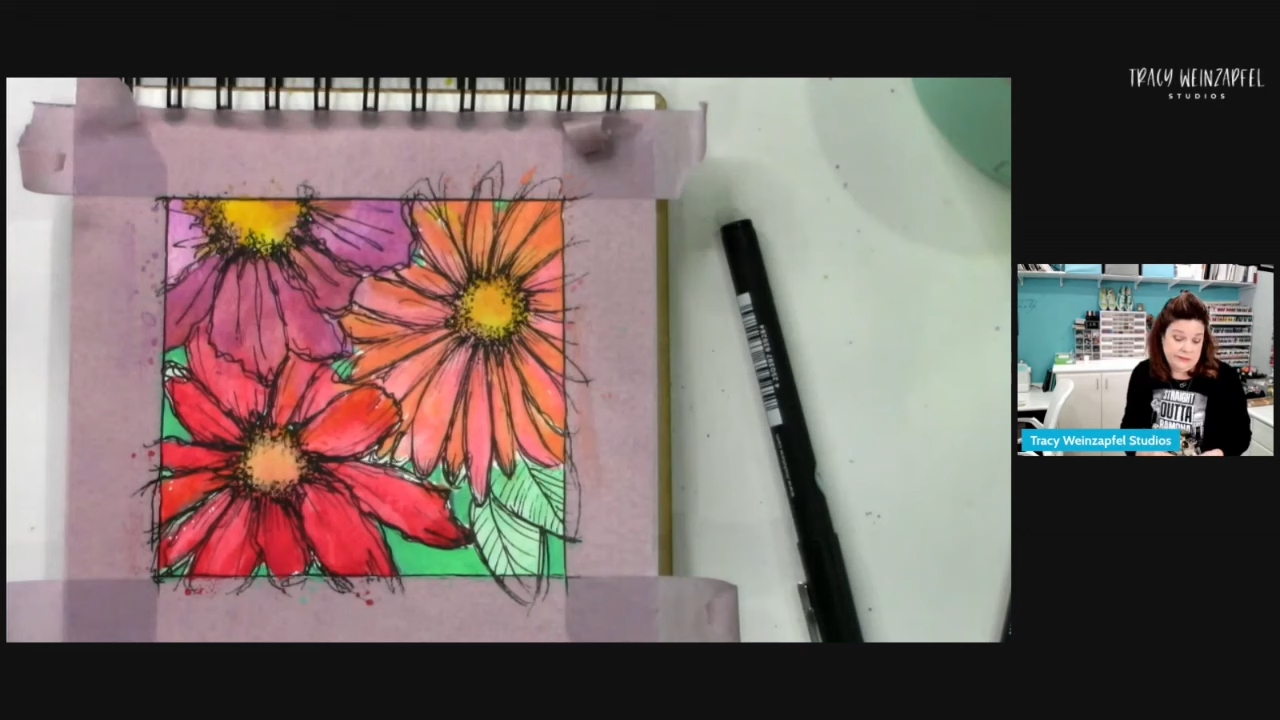 TRACY WEINZAPFEL
STUDIOS
STRAIGHT
OUTTA
Tracy Weinzapfel Studios